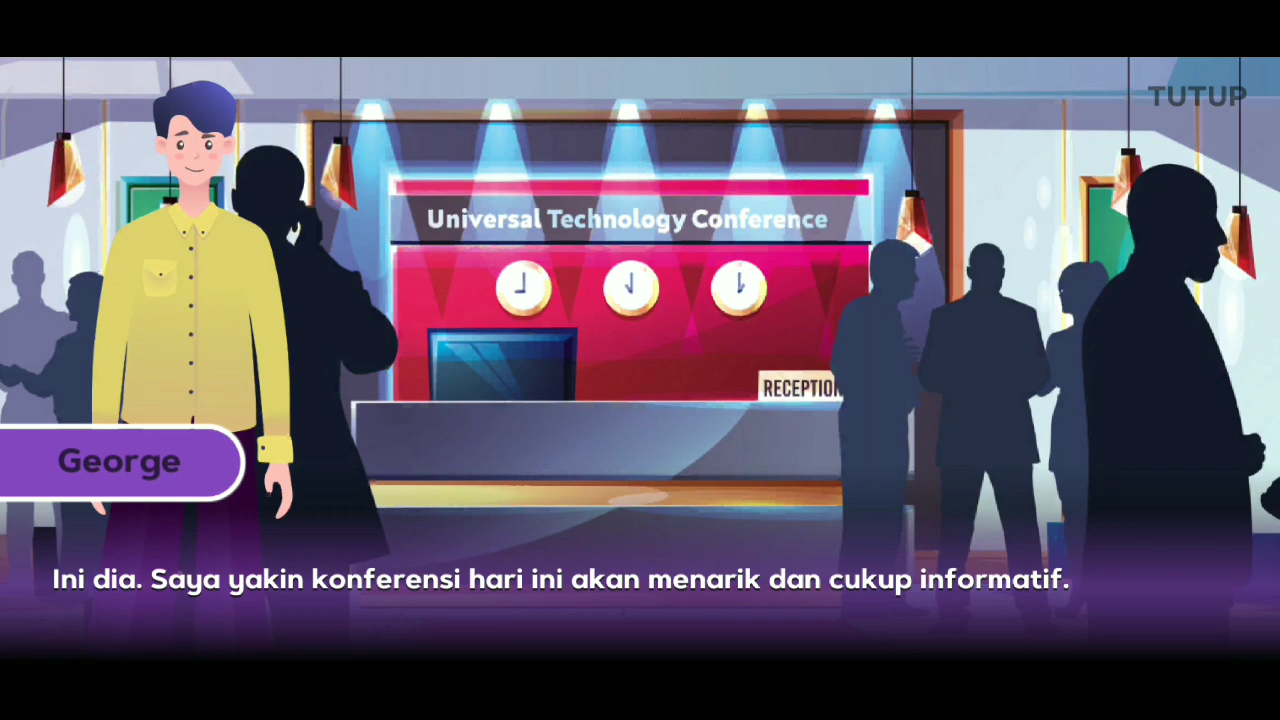 TUTUP
Universal Technology Conference
RECEPTION
George
Ini dia. Saya yakin konferensi hari ini akan menarik dan cukup informatif.